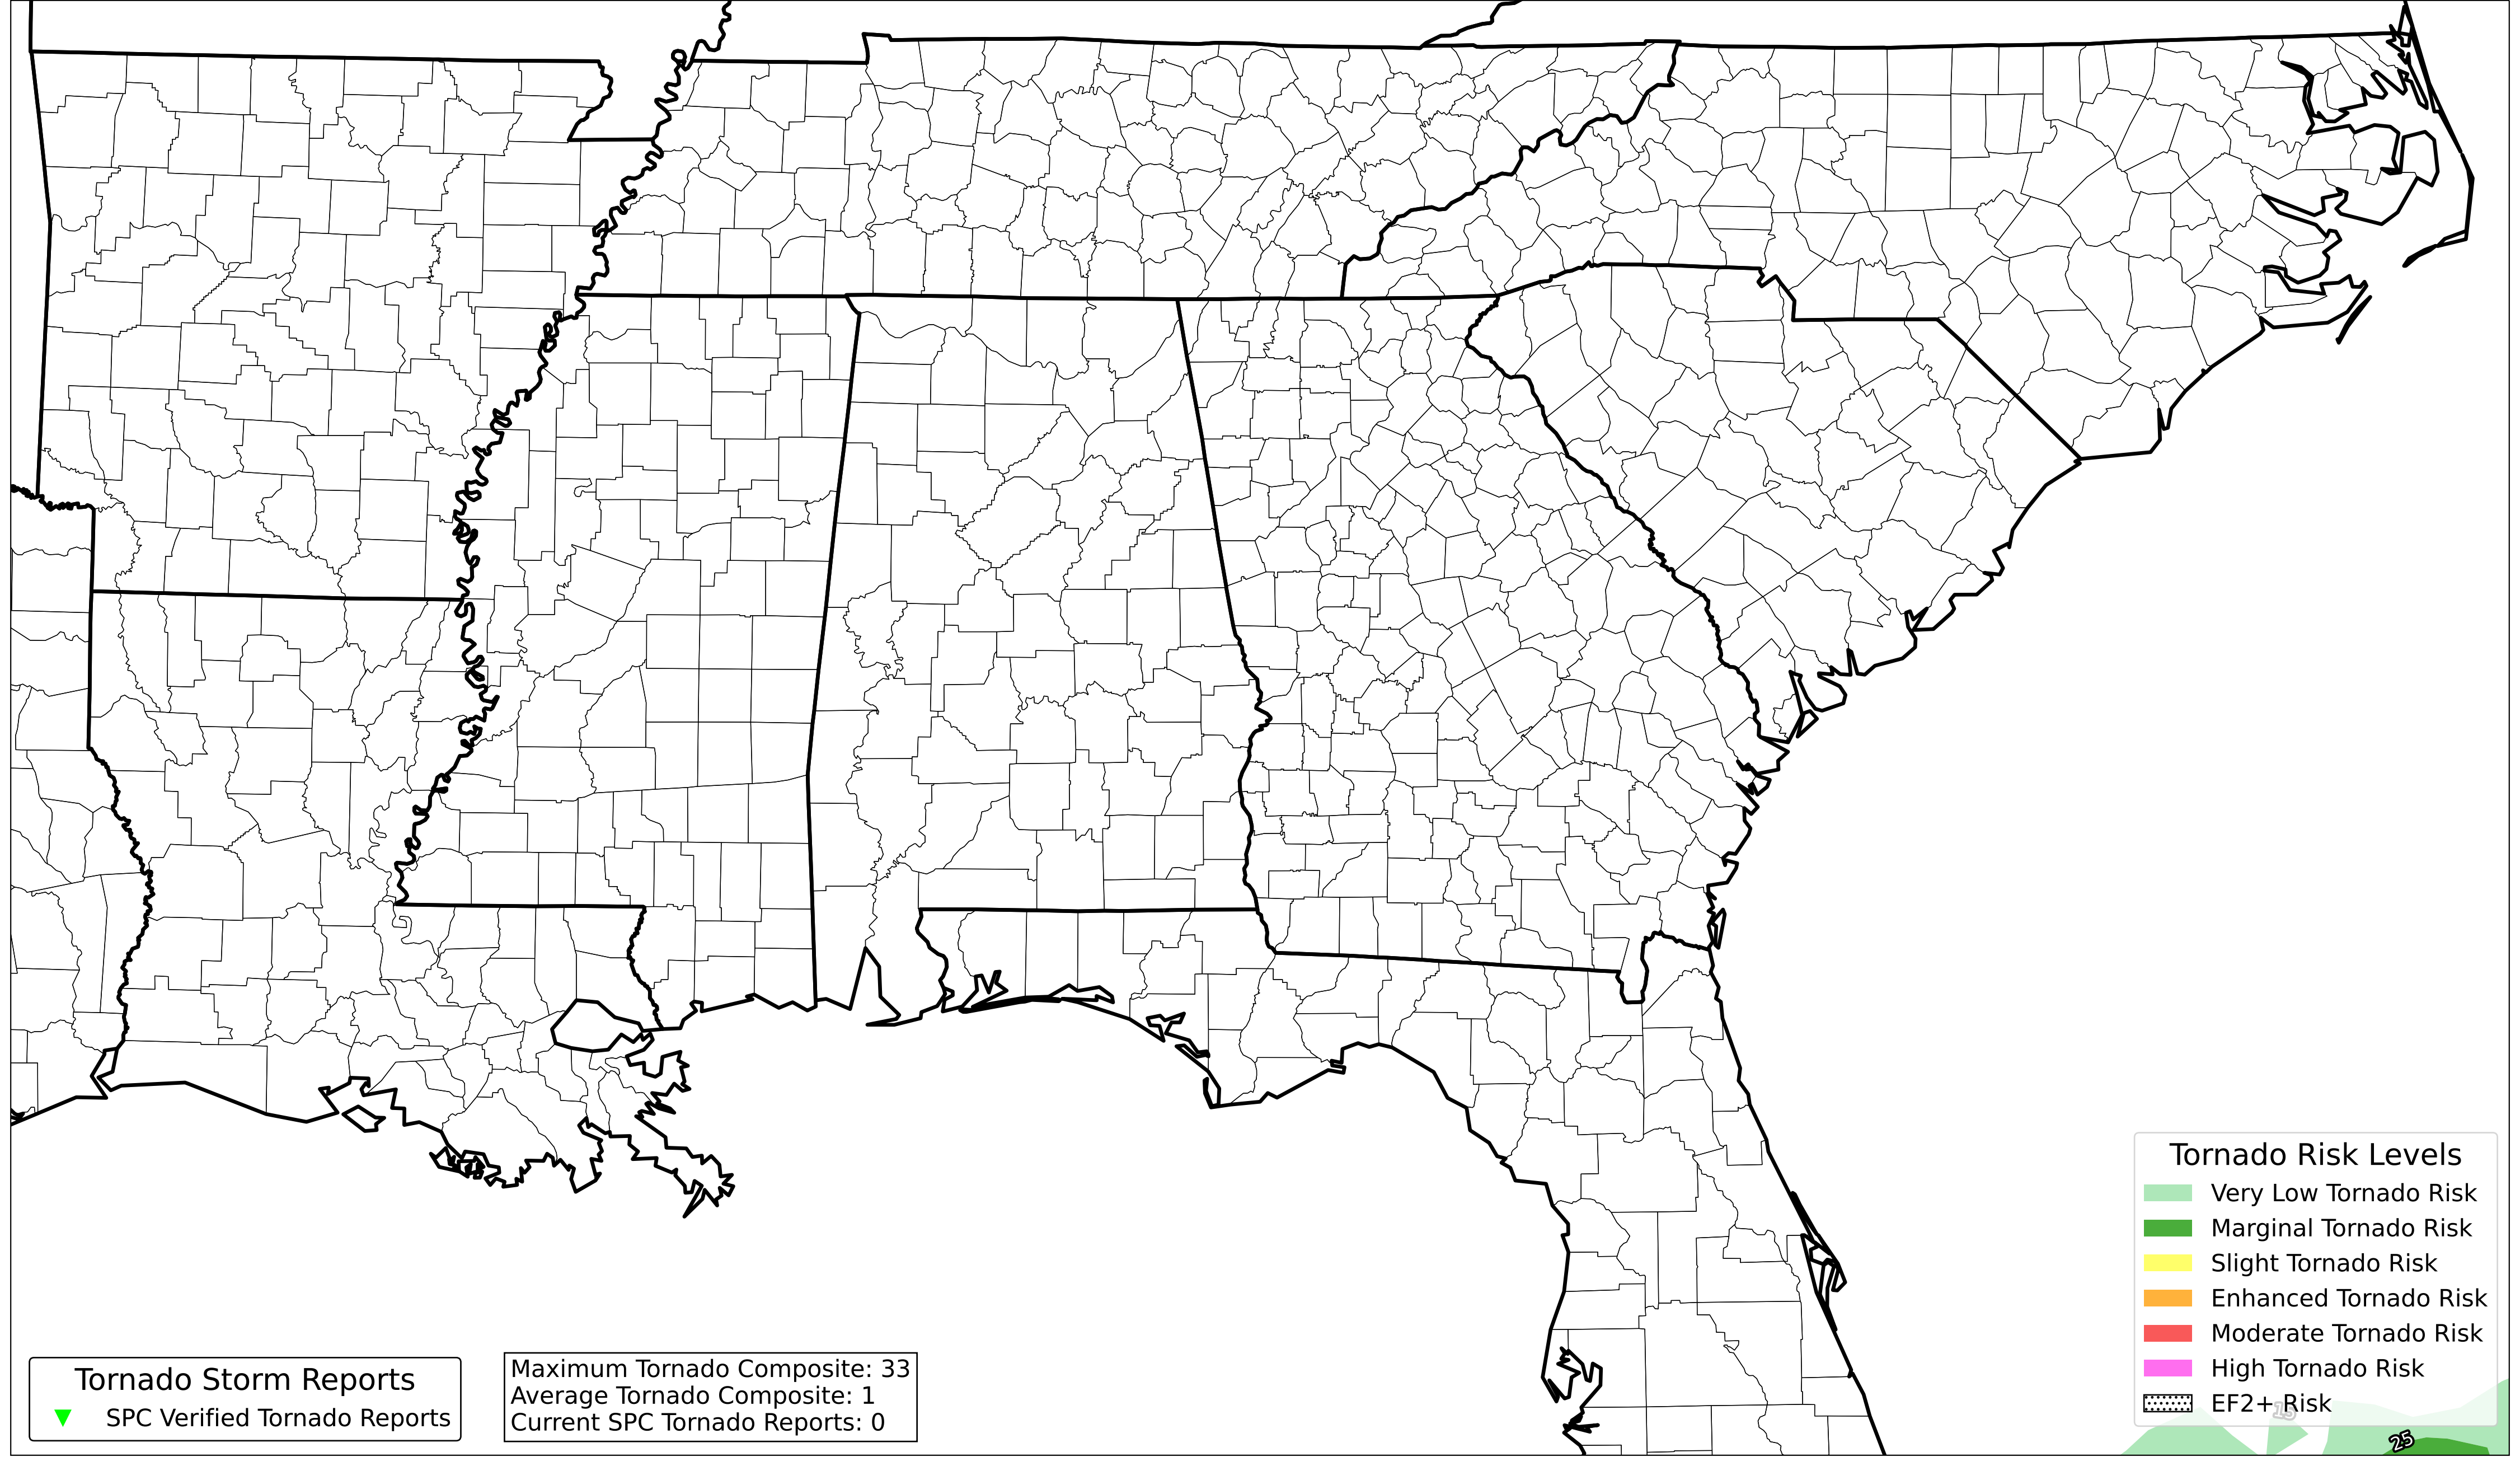 Tornado Risk Levels
Very Low Tornado Risk
Marginal Tornado Risk
Slight Tornado Risk
Enhanced Tornado Risk
Moderate Tornado Risk
High Tornado Risk
EF2+ Risk
15
25
Tornado Storm Reports
SPC Verified Tornado Reports
Maximum Tornado Composite: 33
Average Tornado Composite: 1
Current SPC Tornado Reports: 0